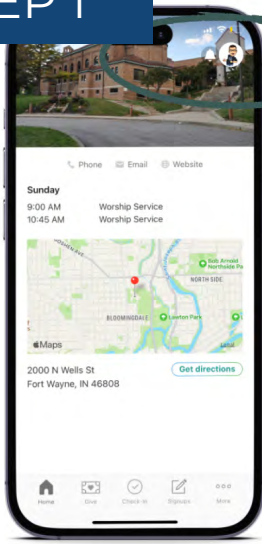 Phone Email Website
Sunday
9:00 AM Worship Service
10:45 AM Worship Service
Bob Arnold
Northside Pa
NORTH SIDE
BLOOMINGDALE
Lawton Park
Maps
Legal
2000 N Wells St
Get directions
Fort Wayne, IN 46808
Home Give Check-in Signups More